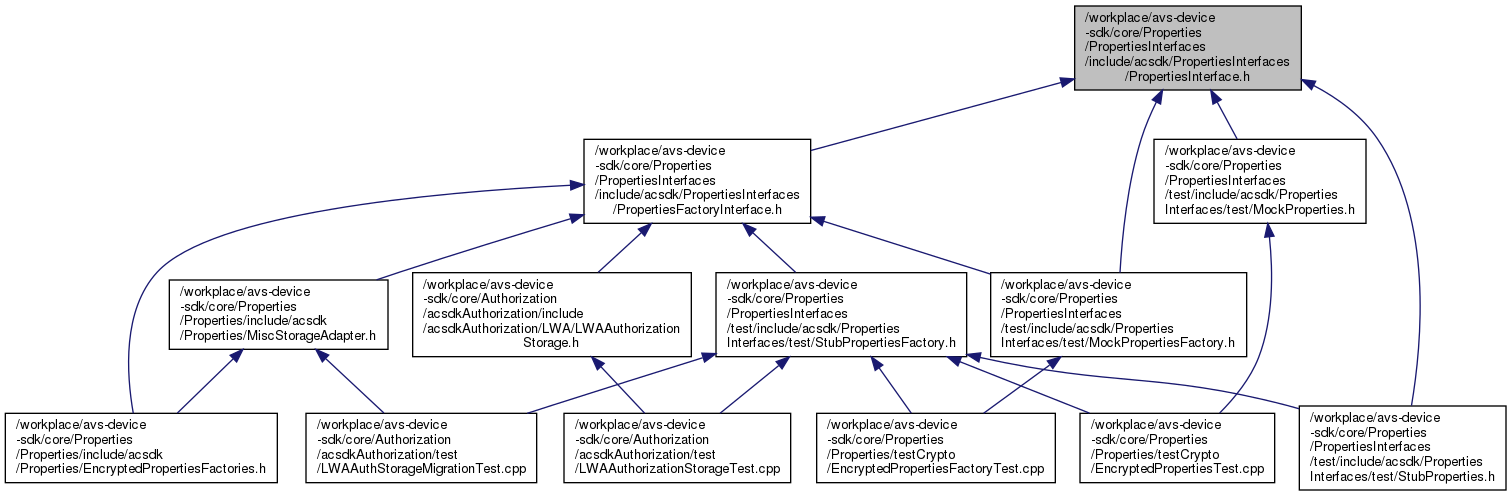 /workplace/avs-device
-sdk/core/Properties
/PropertiesInterfaces
/include/acsdk/PropertiesInterfaces
/PropertiesInterface.h
/workplace/avs-device
-sdk/core/Properties
/PropertiesInterfaces
/include/acsdk/PropertiesInterfaces
/PropertiesFactoryInterface.h
/workplace/avs-device
-sdk/core/Properties
/PropertiesInterfaces
/test/include/acsdk/Properties
Interfaces/test/MockProperties.h
/workplace/avs-device
-sdk/core/Properties
/Properties/include/acsdk
/Properties/MiscStorageAdapter.h
/workplace/avs-device
-sdk/core/Authorization
/acsdkAuthorization/include
/acsdkAuthorization/LWA/LWAAuthorization
Storage.h
/workplace/avs-device
-sdk/core/Properties
/PropertiesInterfaces
/test/include/acsdk/Properties
Interfaces/test/StubPropertiesFactory.h
/workplace/avs-device
-sdk/core/Properties
/PropertiesInterfaces
/test/include/acsdk/Properties
Interfaces/test/MockPropertiesFactory.h
/workplace/avs-device
-sdk/core/Properties
/Properties/include/acsdk
/Properties/EncryptedPropertiesFactories.h
/workplace/avs-device
-sdk/core/Authorization
/acsdkAuthorization/test
/LWAAuthStorageMigrationTest.cpp
/workplace/avs-device
-sdk/core/Authorization
/acsdkAuthorization/test
/LWAAuthorizationStorageTest.cpp
/workplace/avs-device
-sdk/core/Properties
/Properties/testCrypto
/EncryptedPropertiesFactoryTest.cpp
/workplace/avs-device
-sdk/core/Properties
/Properties/testCrypto
/EncryptedPropertiesTest.cpp
/workplace/avs-device
-sdk/core/Properties
/PropertiesInterfaces
/test/include/acsdk/Properties
Interfaces/test/StubProperties.h